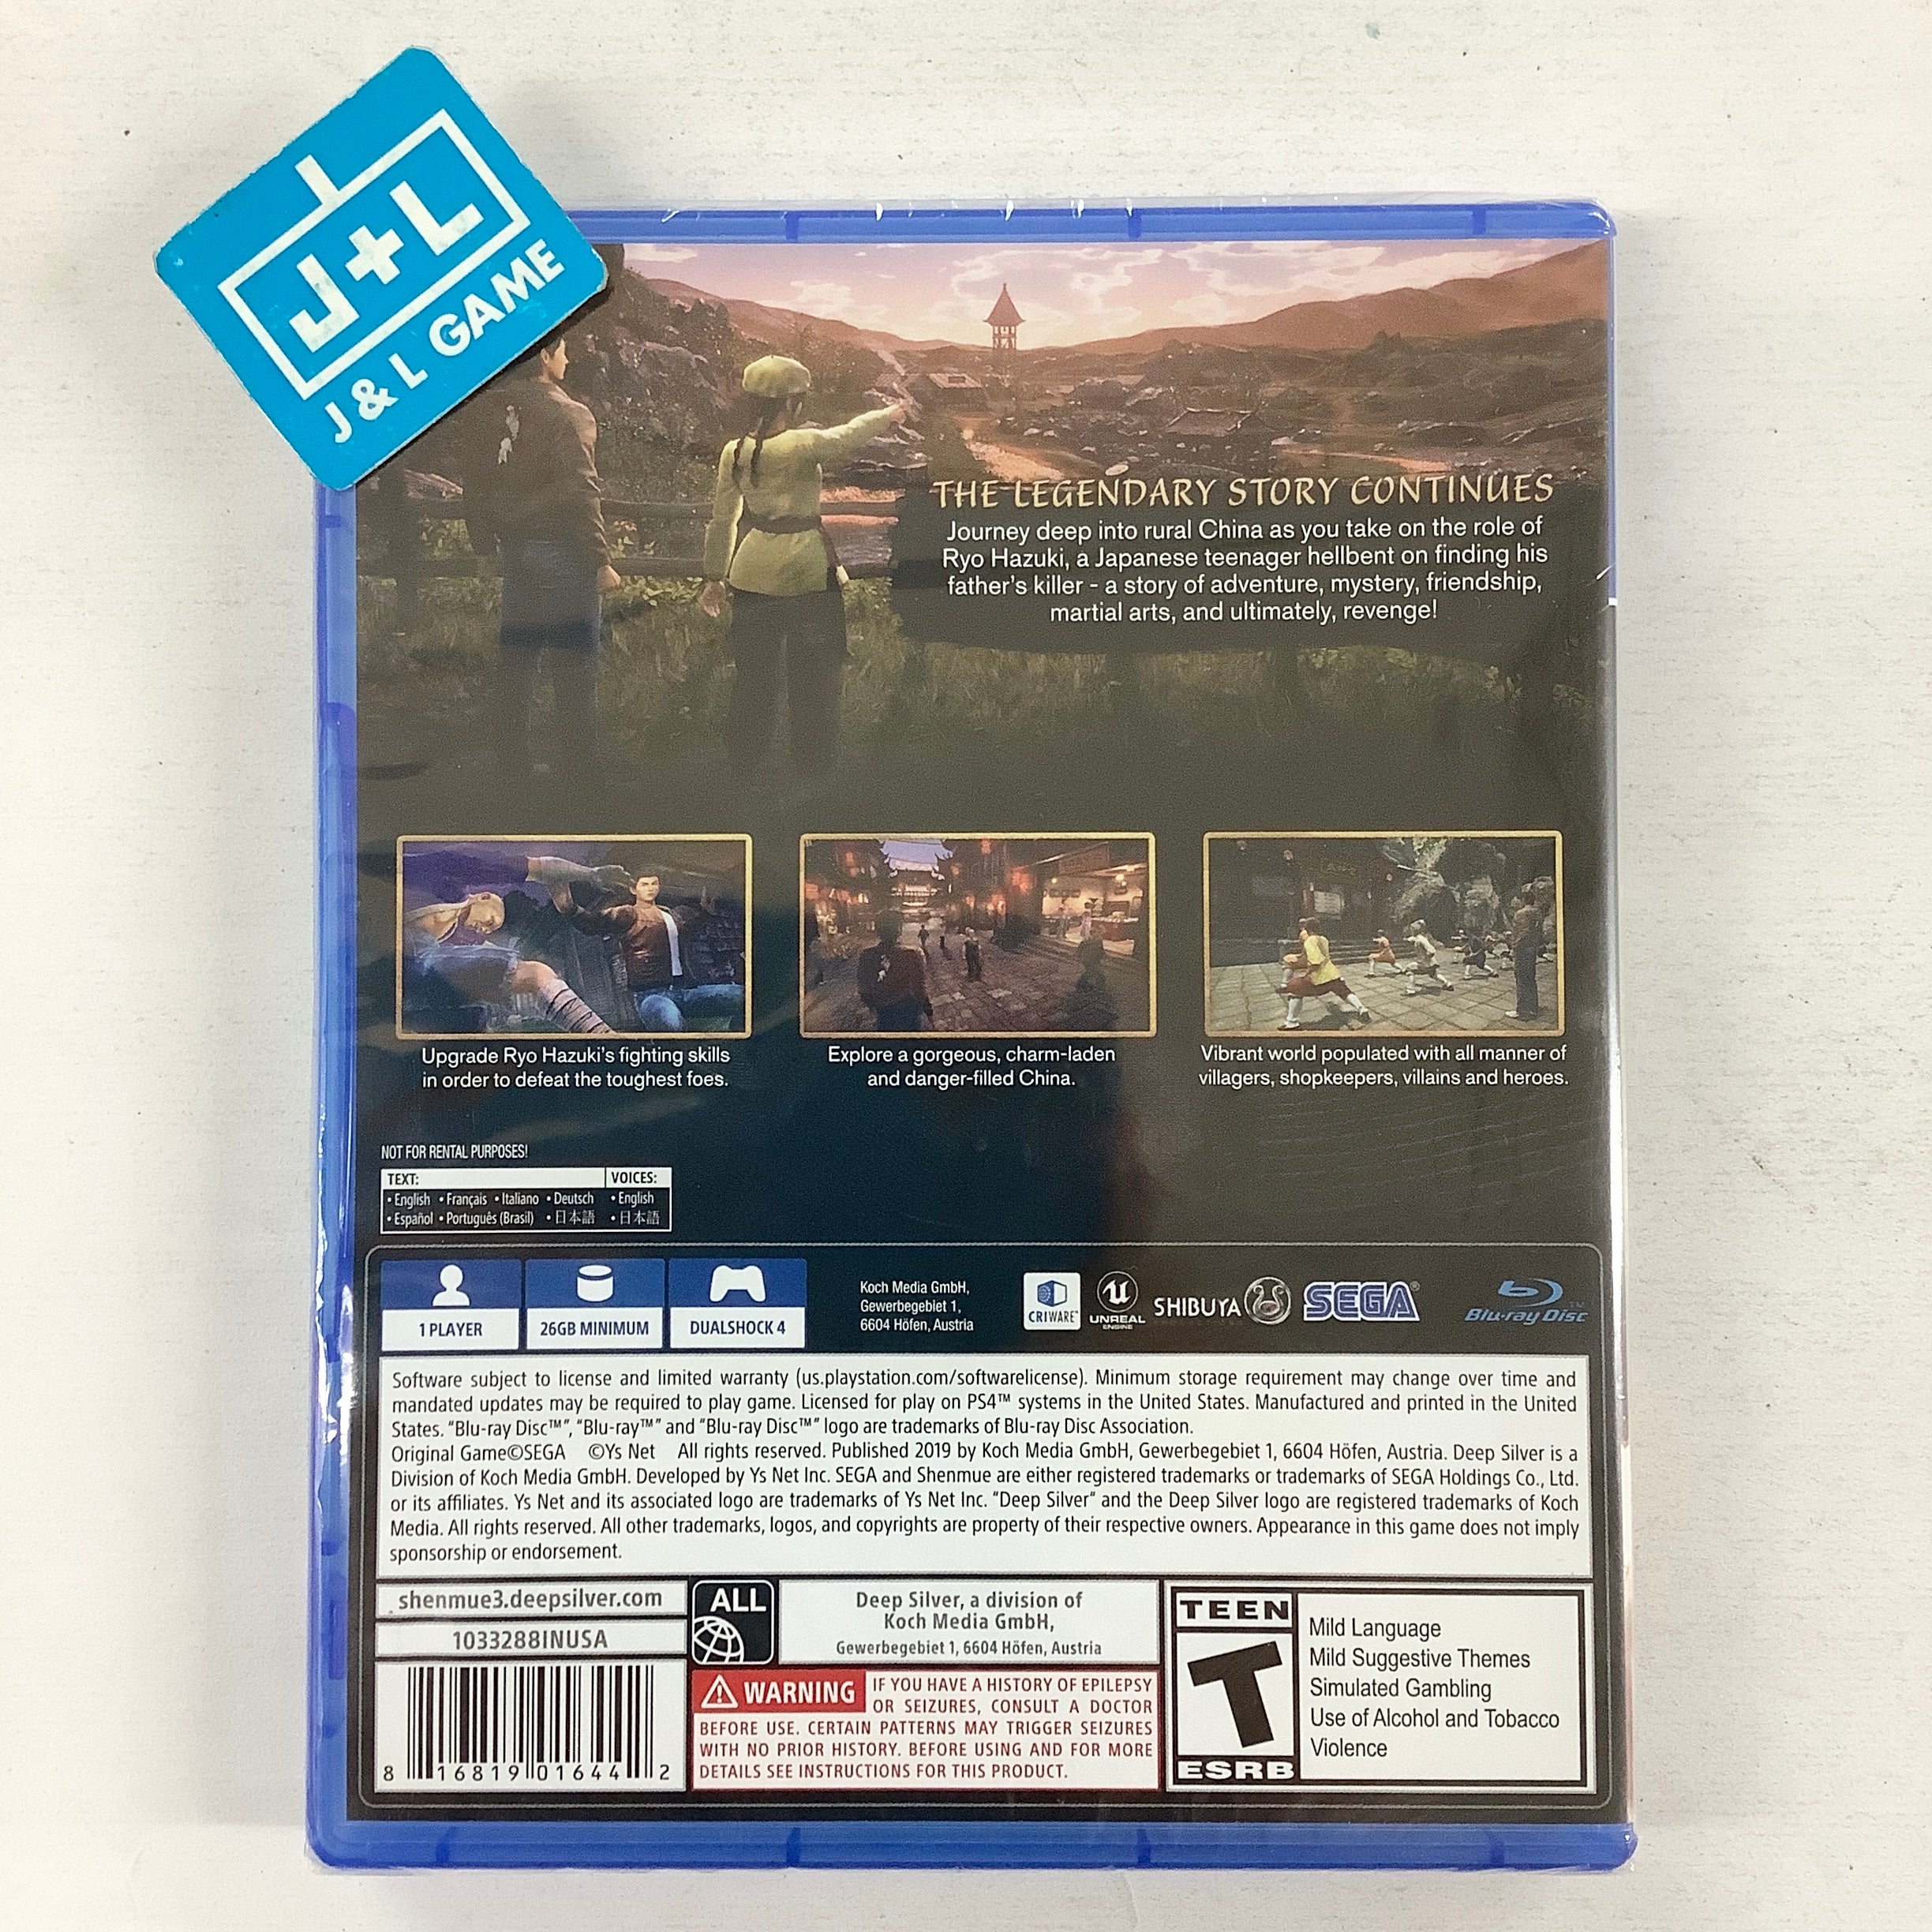 J+L
J & L GAME
THE LEGENDARY STORY CONTINUES
Journey deep into rural China as you take on the role of
Ryo Hazuki, a Japanese teenager hellbent on finding his
father's killer - a story of adventure, mystery, friendship,
martial arts, and ultimately, revenge!
Upgrade Ryo Hazuki's fighting skills
in order to defeat the toughest foes.
Explore a gorgeous, charm-laden
and danger-filled China.
Vibrant world populated with all manner of
villagers, shopkeepers, villains and heroes.
NOT FOR RENTAL PURPOSES!
TEXT: VOICES:
• English • Français • Italiano • Deutsch • English
• Español • Português (Brasil) • 日本語 • 日本語
1 PLAYER
26GB MINIMUM
DUALSHOCK 4
Koch Media GmbH,
Gewerbegebiet 1,
6604 Höfen, Austria
CRIWARE™
UNREAL
ENGINE
SHIBUYA
SEGA®
Blu-ray Disc™
Software subject to license and limited warranty (us.playstation.com/softwarelicense). Minimum storage requirement may change over time and
mandated updates may be required to play game. Licensed for play on PS4™ systems in the United States. Manufactured and printed in the United
States. "Blu-ray Disc™", "Blu-ray™" and "Blu-ray Disc™" logo are trademarks of Blu-ray Disc Association.
Original Game©SEGA ©Ys Net All rights reserved. Published 2019 by Koch Media GmbH, Gewerbegebiet 1, 6604 Höfen, Austria. Deep Silver is a
Division of Koch Media GmbH. Developed by Ys Net Inc. SEGA and Shenmue are either registered trademarks or trademarks of SEGA Holdings Co., Ltd.
or its affiliates. Ys Net and its associated logo are trademarks of Ys Net Inc. "Deep Silver" and the Deep Silver logo are registered trademarks of Koch
Media. All rights reserved. All other trademarks, logos, and copyrights are property of their respective owners. Appearance in this game does not imply
sponsorship or endorsement.
shenmue3.deepsilver.com
1033288INUSA
8 16819 01644 2
ALL
Deep Silver, a division of
Koch Media GmbH,
Gewerbegebiet 1, 6604 Höfen, Austria
WARNING IF YOU HAVE A HISTORY OF EPILEPSY
OR SEIZURES, CONSULT A DOCTOR
BEFORE USE. CERTAIN PATTERNS MAY TRIGGER SEIZURES
WITH NO PRIOR HISTORY. BEFORE USING AND FOR MORE
DETAILS SEE INSTRUCTIONS FOR THIS PRODUCT.
TEEN
T
ESRB
Mild Language
Mild Suggestive Themes
Simulated Gambling
Use of Alcohol and Tobacco
Violence